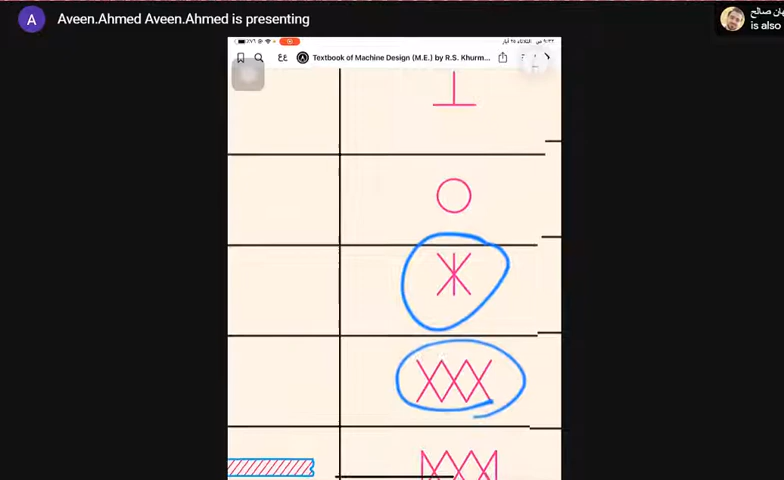 A Aveen.Ahmed Aveen.Ahmed is presenting
is also
Textbook of Machine Design (M.E.) by R.S. Khurm...